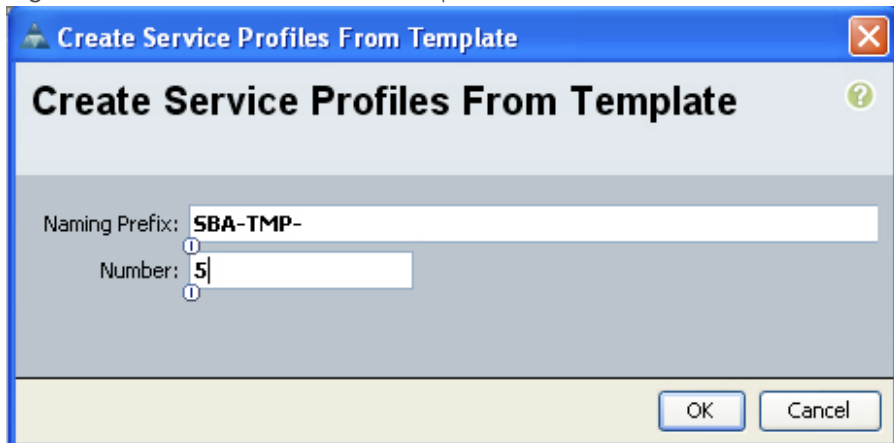 Create Service Profiles From Template
Create Service Profiles From Template
?
Naming Prefix: SBA-TMP-
Number: 5
OK Cancel